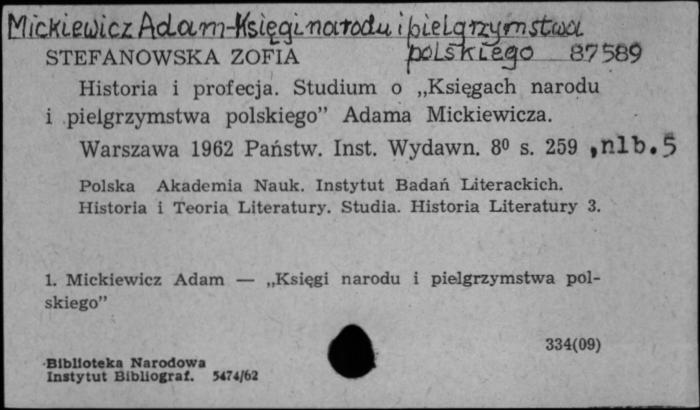 Mickiewicz Adam-Księgi narodu i pielgrzymstwa
polskiego 87589
STEFANOWSKA ZOFIA
Historia i profecja. Studium o „Księgach narodu
i pielgrzymstwa polskiego” Adama Mickiewicza.
Warszawa 1962 Państw. Inst. Wydawn. 8⁰ s. 259 ,nlb.5
Polska Akademia Nauk. Instytut Badań Literackich.
Historia i Teoria Literatury. Studia. Historia Literatury 3.
1. Mickiewicz Adam — „Księgi narodu i pielgrzymstwa pol-
skiego”
334(09)
Biblioteka Narodowa
Instytut Bibliograf. 5474/62